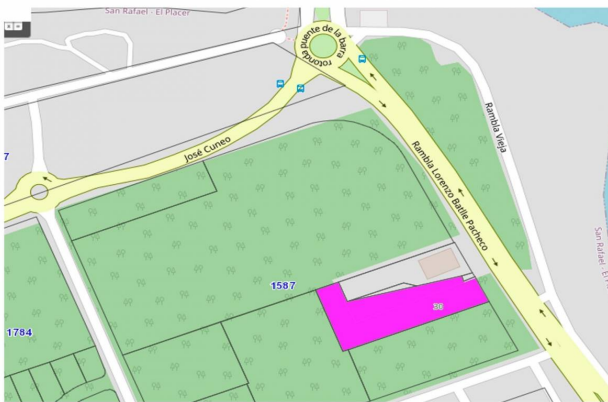 San Rafael - El Placer
rotonda puente de la barra
José Cuneo
Rambla Vieja
Rambla Lorenzo Batlle Pacheco
San Rafael - El
7
1587
30
1784